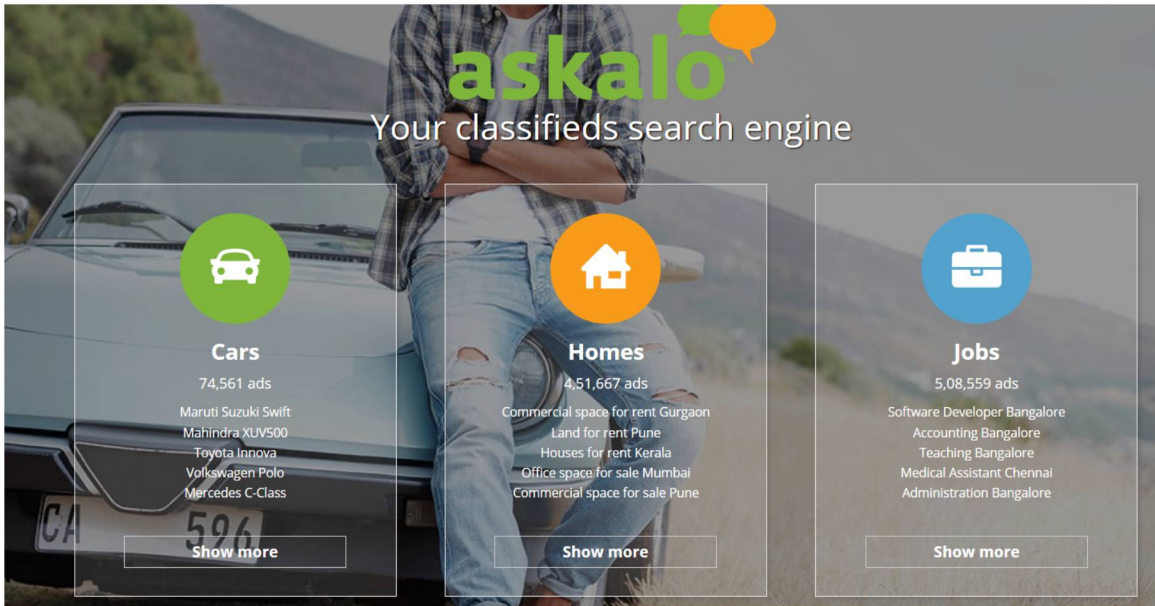 askalo™
Your classifieds search engine
Cars
74,561 ads
Maruti Suzuki Swift
Mahindra XUV500
Toyota Innova
Volkswagen Polo
Mercedes C-Class
Show more
Homes
4,51,667 ads
Commercial space for rent Gurgaon
Land for rent Pune
Houses for rent Kerala
Office space for sale Mumbai
Commercial space for sale Pune
Show more
Jobs
5,08,559 ads
Software Developer Bangalore
Accounting Bangalore
Teaching Bangalore
Medical Assistant Chennai
Administration Bangalore
Show more
CA 596